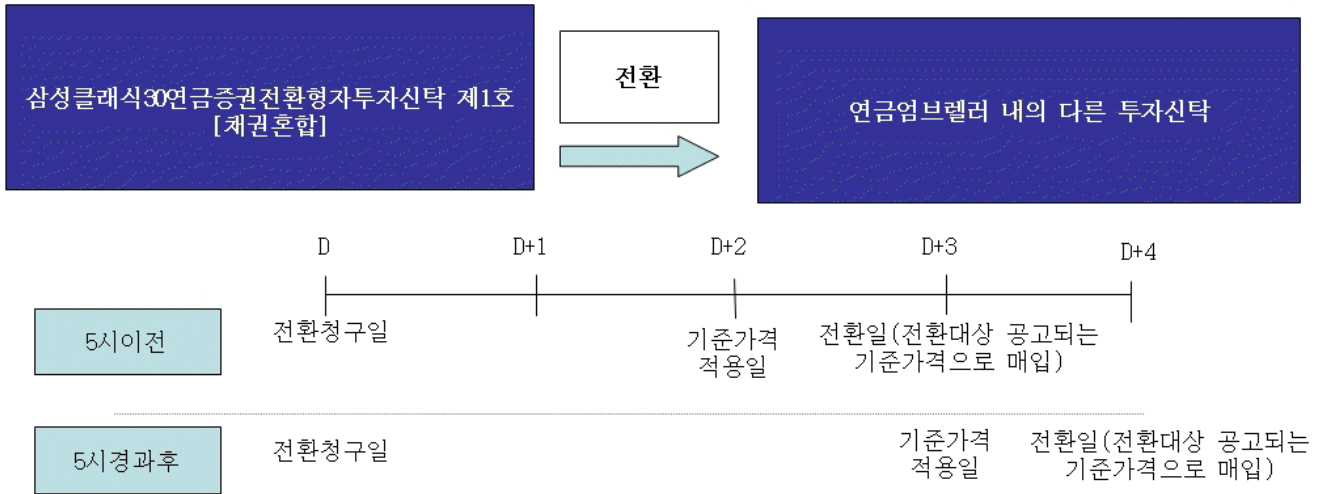 삼성클래식30연금증권전환형자투자신탁 제1호
[채권혼합]
전환
연금엄브렐러 내의 다른 투자신탁
D
D+1
D+2
D+3
D+4
5시이전
전환청구일
기준가격
적용일
전환일(전환대상 공고되는
기준가격으로 매입)
5시경과후
전환청구일
기준가격
적용일
전환일(전환대상 공고되는
기준가격으로 매입)